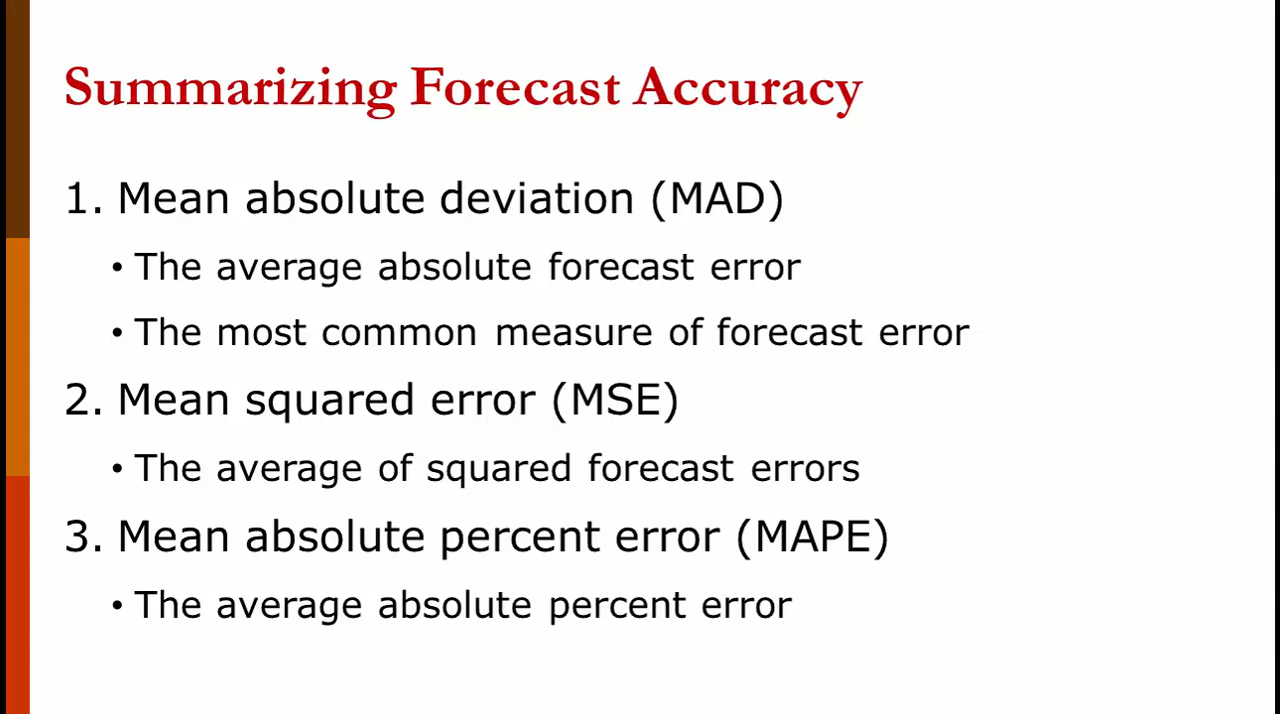 Summarizing Forecast Accuracy
1. Mean absolute deviation (MAD)
• The average absolute forecast error
• The most common measure of forecast error
2. Mean squared error (MSE)
• The average of squared forecast errors
3. Mean absolute percent error (MAPE)
• The average absolute percent error